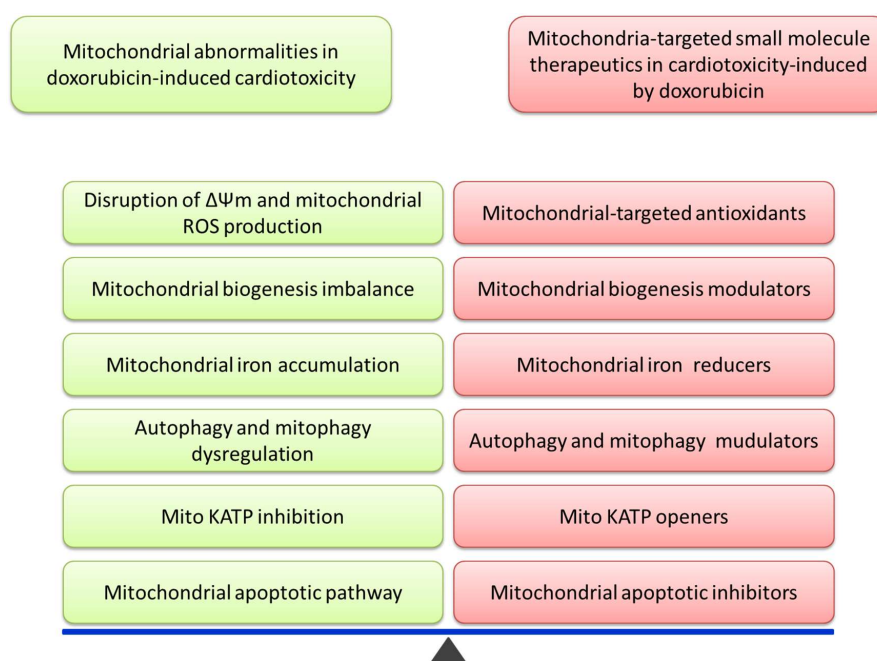 Mitochondrial abnormalities in
doxorubicin-induced cardiotoxicity
Mitochondria-targeted small molecule
therapeutics in cardiotoxicity-induced
by doxorubicin
Disruption of ΔΨm and mitochondrial
ROS production
Mitochondrial-targeted antioxidants
Mitochondrial biogenesis imbalance
Mitochondrial biogenesis modulators
Mitochondrial iron accumulation
Mitochondrial iron reducers
Autophagy and mitophagy
dysregulation
Autophagy and mitophagy mudulators
Mito KATP inhibition
Mito KATP openers
Mitochondrial apoptotic pathway
Mitochondrial apoptotic inhibitors